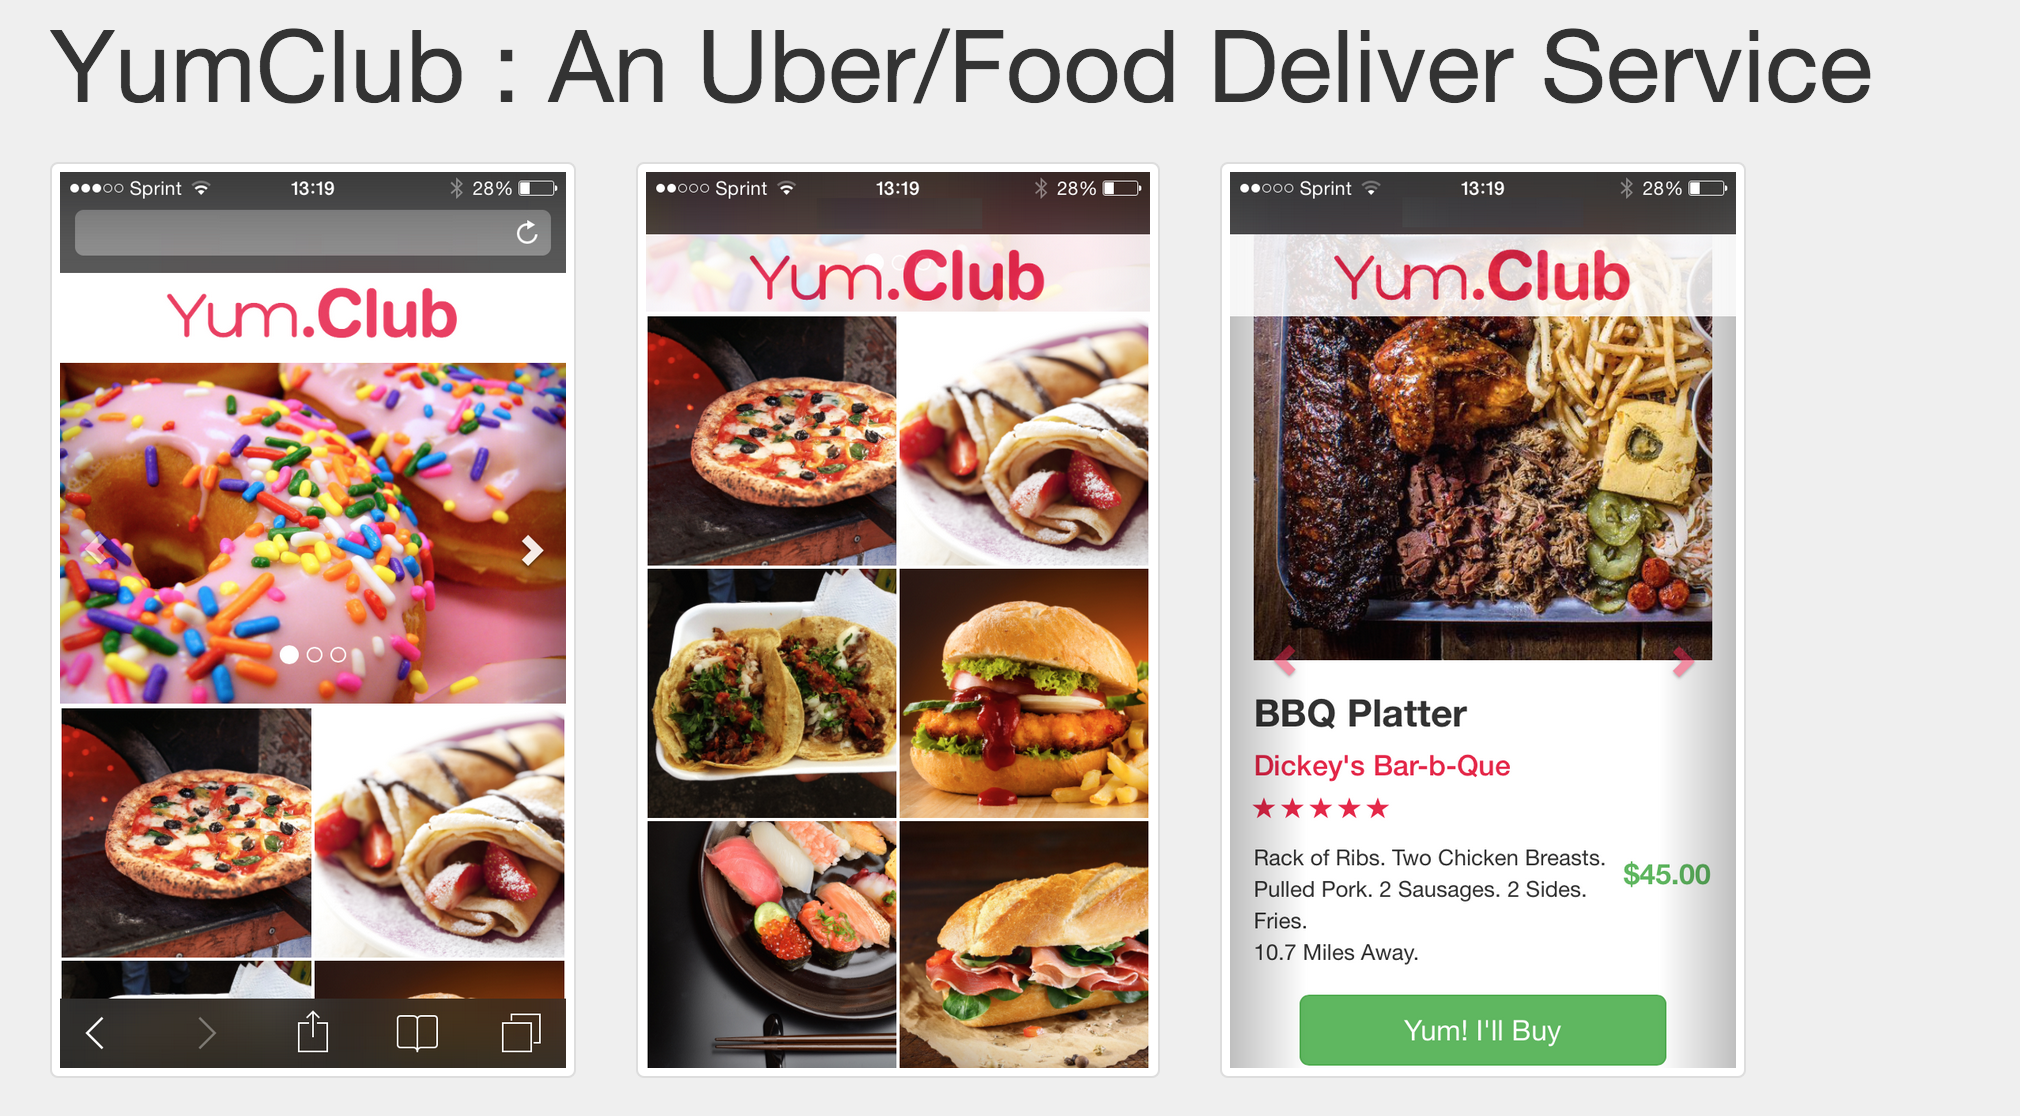 YumClub : An Uber/Food Deliver Service
Sprint 13:19 28%
Yum.Club
Sprint 13:19 28%
Yum.Club
Sprint 13:19 28%
Yum.Club
BBQ Platter
Dickey's Bar-b-Que
★★★★★
Rack of Ribs. Two Chicken Breasts.
Pulled Pork. 2 Sausages. 2 Sides.
Fries.
10.7 Miles Away.
$45.00
Yum! I'll Buy